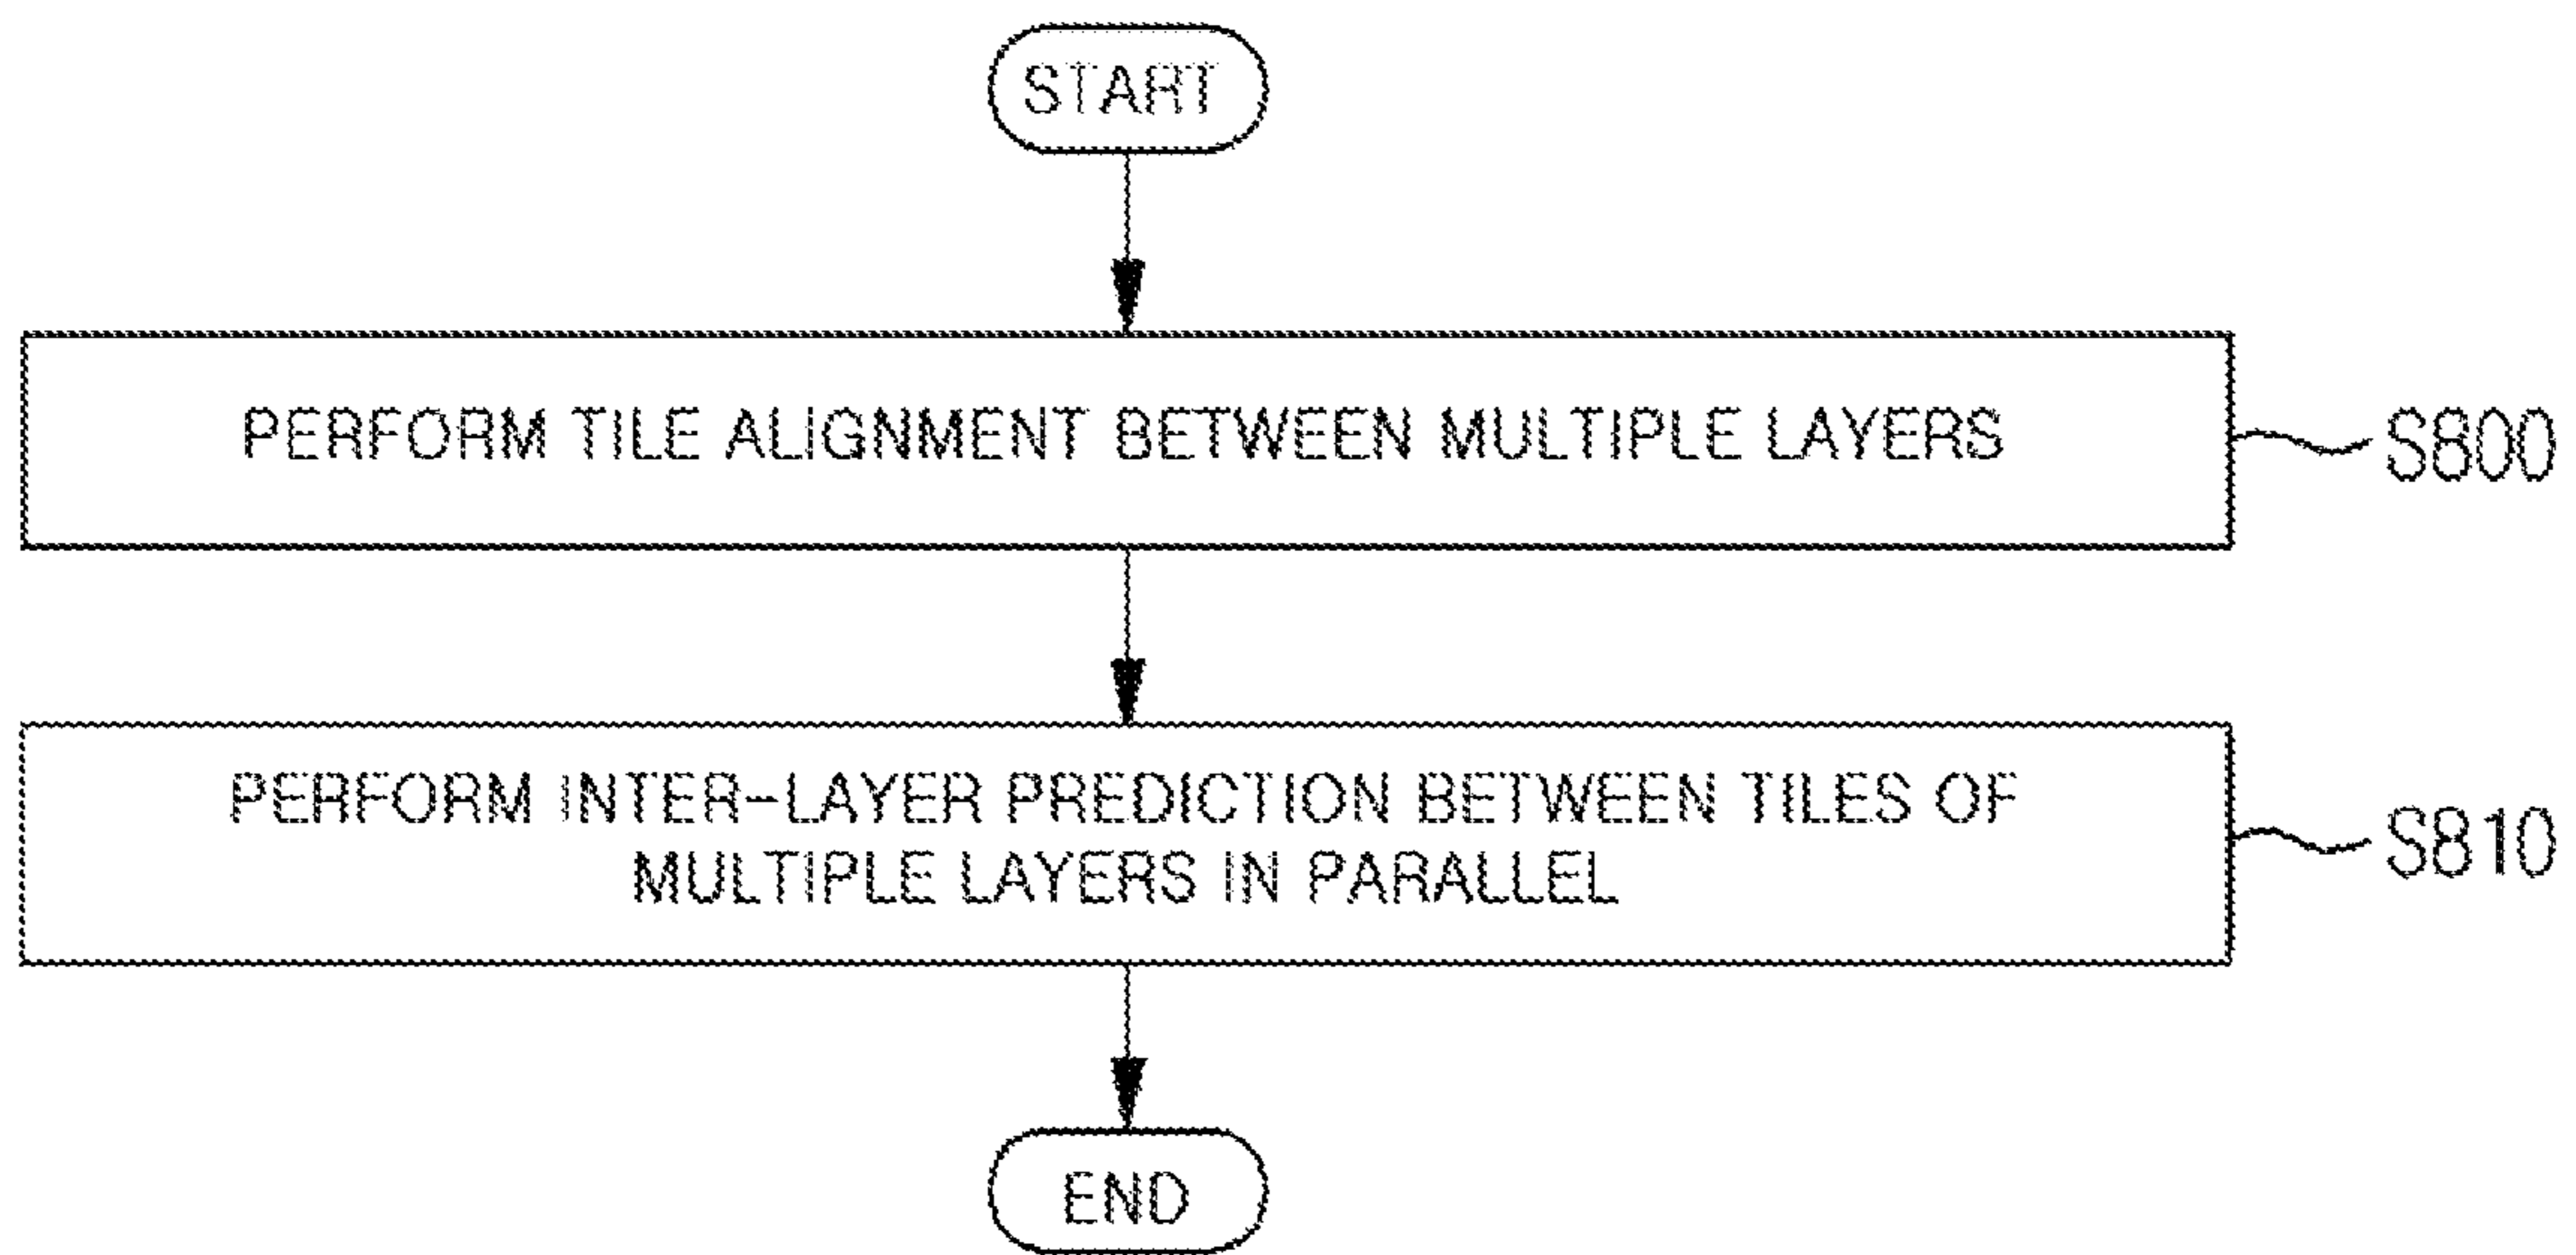 START
PERFORM TILE ALIGNMENT BETWEEN MULTIPLE LAYERS
S800
PERFORM INTER-LAYER PREDICTION BETWEEN TILES OF
MULTIPLE LAYERS IN PARALLEL
S810
END